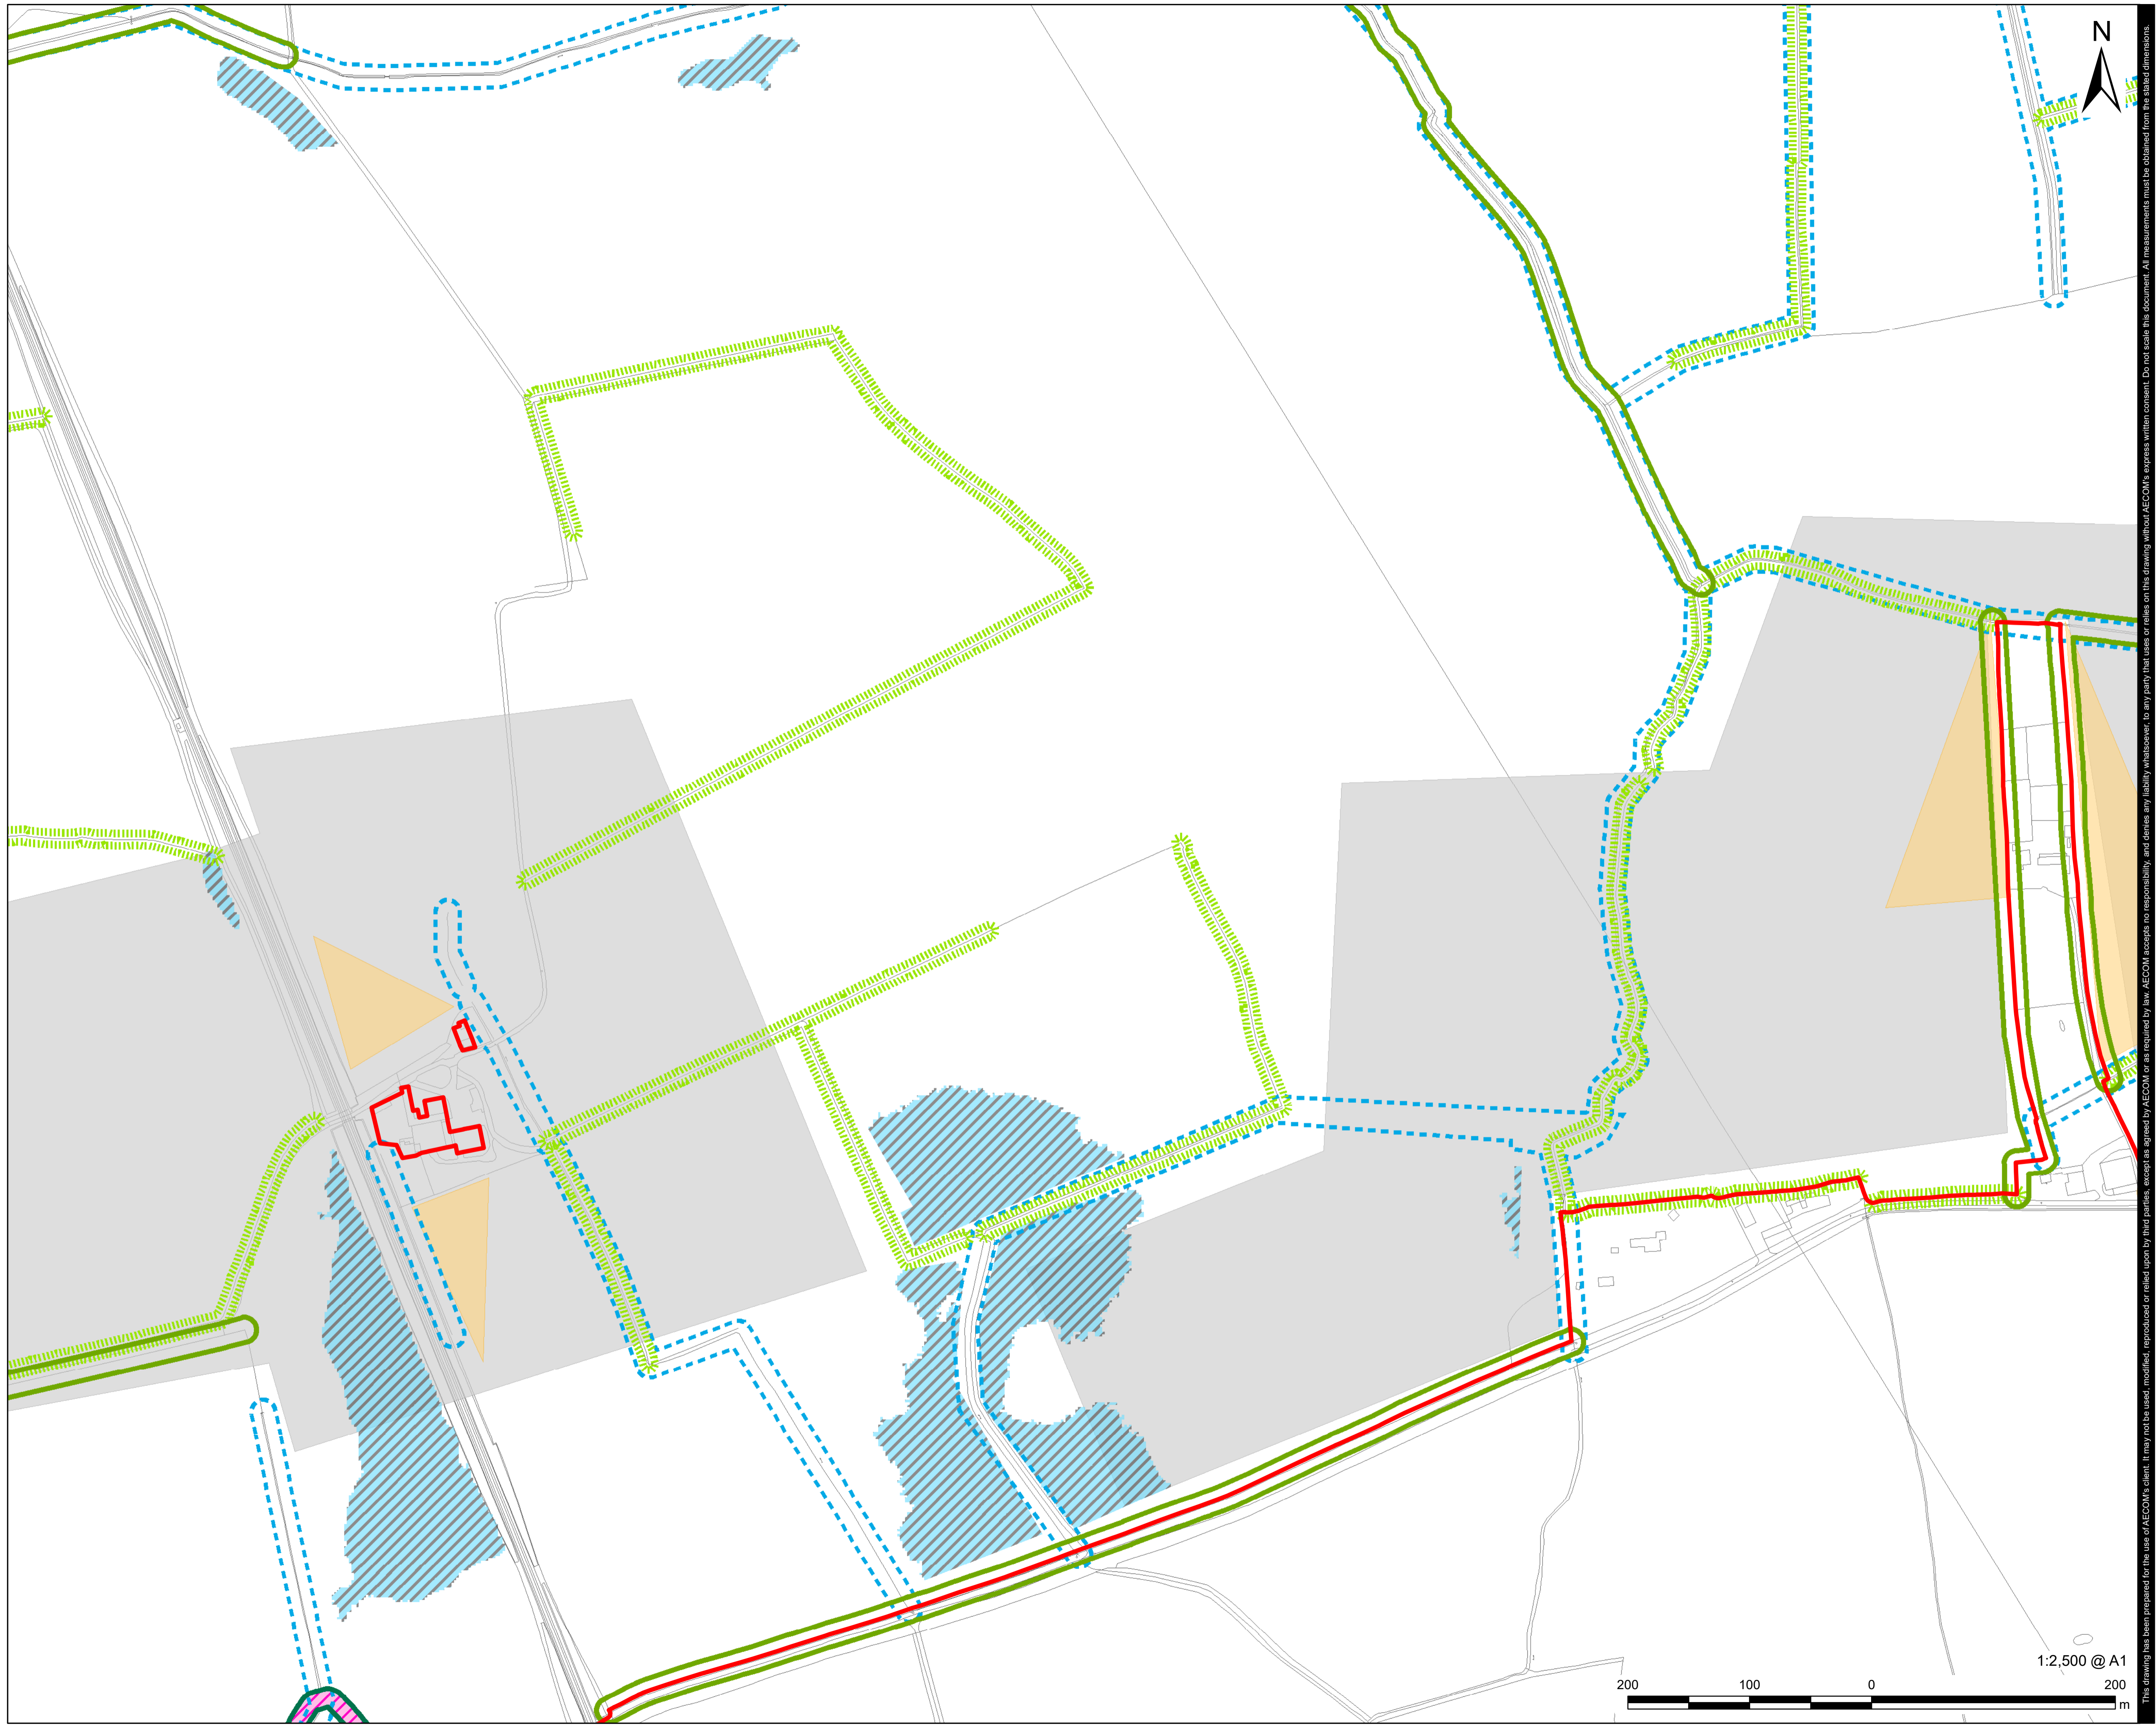 N
This drawing has been prepared for the use of AECOM's client. It may not be used, modified, reproduced or relied upon by third parties, except as agreed by AECOM or as required by law. AECOM accepts no responsibility, and denies any liability whatsoever, to any party that uses or relies on this drawing without AECOM's express written consent. Do not scale this document. All measurements must be obtained from the stated dimensions.
1:2,500 @ A1
200 100 0 200
m